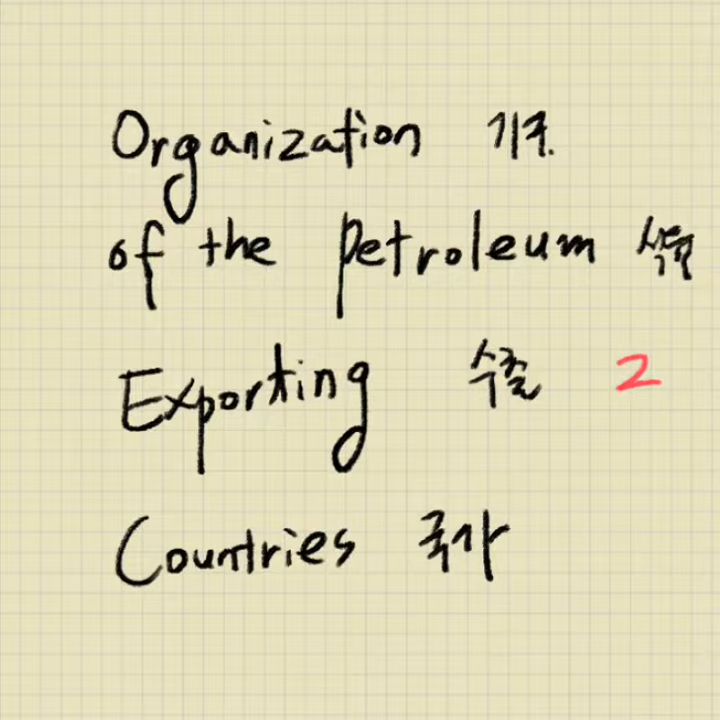 Organization 기구.
of the petroleum 석유
Exporting 수출 2
Countries 국가